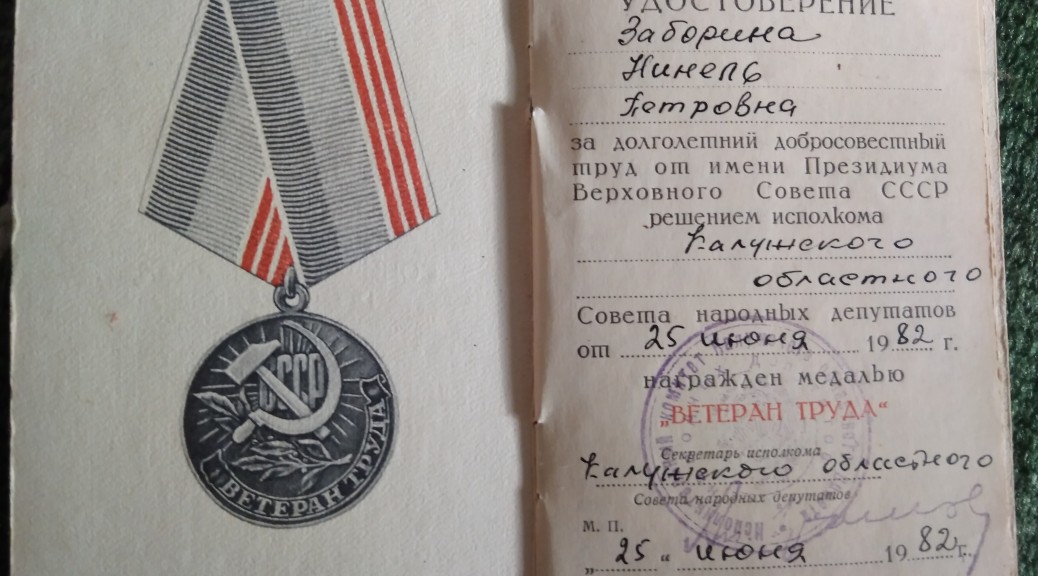 СССР
ВЕТЕРАН ТРУДА
УДОСТОВЕРЕНИЕ
Заборина
Нинель
Петровна
за долголетний добросовестный
труд от имени Президиума
Верховного Совета СССР
решением исполкома
Калужского
областного
Совета народных депутатов
от 25 июня 1982 г.
награжден медалью
„ВЕТЕРАН ТРУДА“
Секретарь исполкома
Калужского областного
Совета народных депутатов
М. П.
„25“ июня 1982 г.